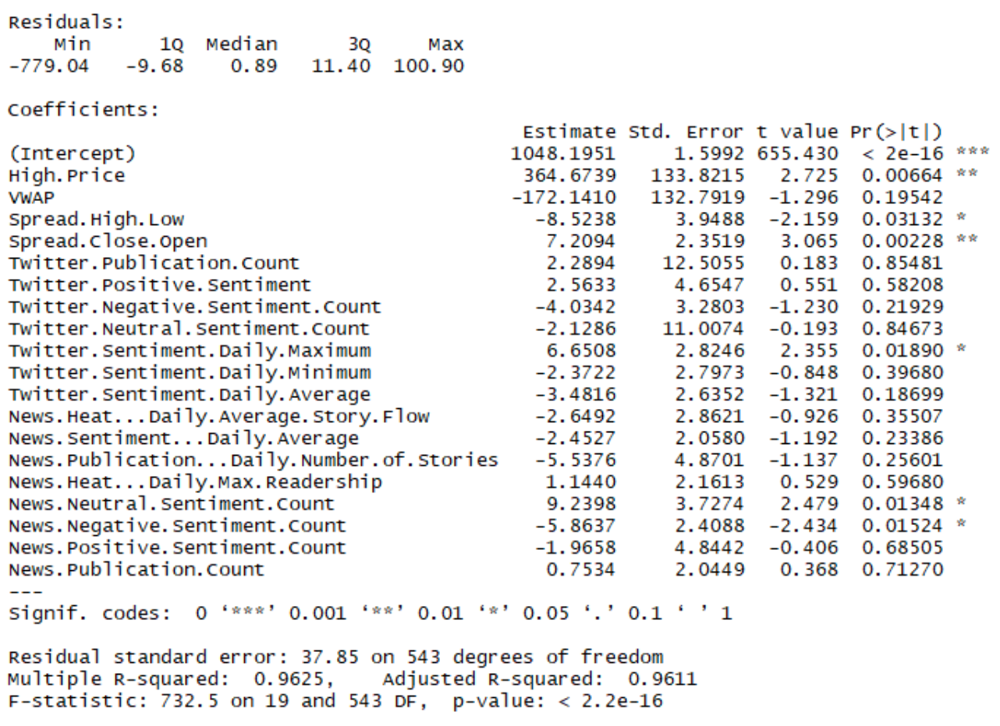 Residuals:
    Min      1Q  Median      3Q     Max
-779.04   -9.68    0.89   11.40  100.90
Coefficients:
                                            Estimate Std. Error t value Pr(>|t|)
(Intercept)                                1048.1951     1.5992 655.430  < 2e-16 ***
High.Price                                  364.6739   133.8215   2.725  0.00664 **
VWAP                                       -172.1410   132.7919  -1.296  0.19542
Spread.High.Low                              -8.5238     3.9488  -2.159  0.03132 *
Spread.Close.Open                             7.2094     2.3519   3.065  0.00228 **
Twitter.Publication.Count                     2.2894    12.5055   0.183  0.85481
Twitter.Positive.Sentiment                    2.5633     4.6547   0.551  0.58208
Twitter.Negative.Sentiment.Count             -4.0342     3.2803  -1.230  0.21929
Twitter.Neutral.Sentiment.Count              -2.1286    11.0074  -0.193  0.84673
Twitter.Sentiment.Daily.Maximum               6.6508     2.8246   2.355  0.01890 *
Twitter.Sentiment.Daily.Minimum              -2.3722     2.7973  -0.848  0.39680
Twitter.Sentiment.Daily.Average              -3.4816     2.6352  -1.321  0.18699
News.Heat...Daily.Average.Story.Flow         -2.6492     2.8621  -0.926  0.35507
News.Sentiment...Daily.Average               -2.4527     2.0580  -1.192  0.23386
News.Publication...Daily.Number.of.Stories   -5.5376     4.8701  -1.137  0.25601
News.Heat...Daily.Max.Readership              1.1440     2.1613   0.529  0.59680
News.Neutral.Sentiment.Count                  9.2398     3.7274   2.479  0.01348 *
News.Negative.Sentiment.Count                -5.8637     2.4088  -2.434  0.01524 *
News.Positive.Sentiment.Count                -1.9658     4.8442  -0.406  0.68505
News.Publication.Count                        0.7534     2.0449   0.368  0.71270
---
Signif. codes:  0 ‘***’ 0.001 ‘**’ 0.01 ‘*’ 0.05 ‘.’ 0.1 ‘ ’ 1
Residual standard error: 37.85 on 543 degrees of freedom
Multiple R-squared:  0.9625,    Adjusted R-squared:  0.9611
F-statistic: 732.5 on 19 and 543 DF,  p-value: < 2.2e-16